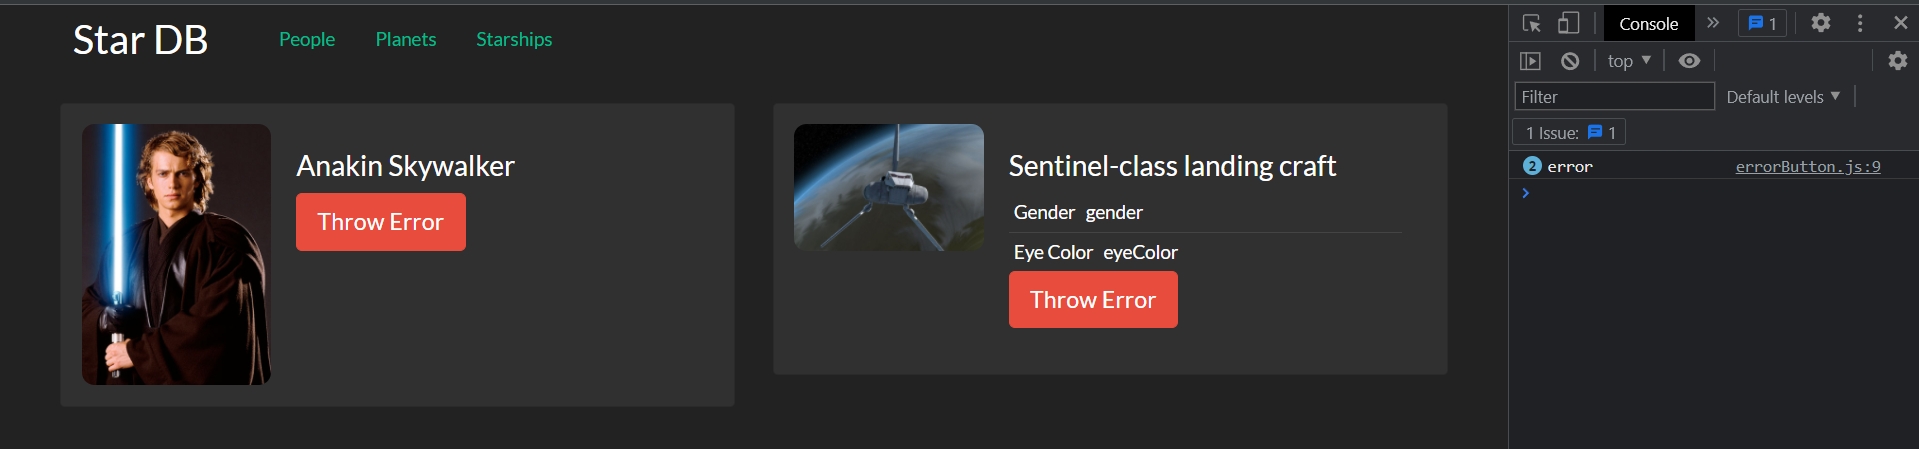 Star DB
People
Planets
Starships
Anakin Skywalker
Throw Error
Sentinel-class landing craft
Gender gender
Eye Color eyeColor
Throw Error
Console
1
top
Filter
Default levels
1 Issue: 1
2 error errorButton.js:9